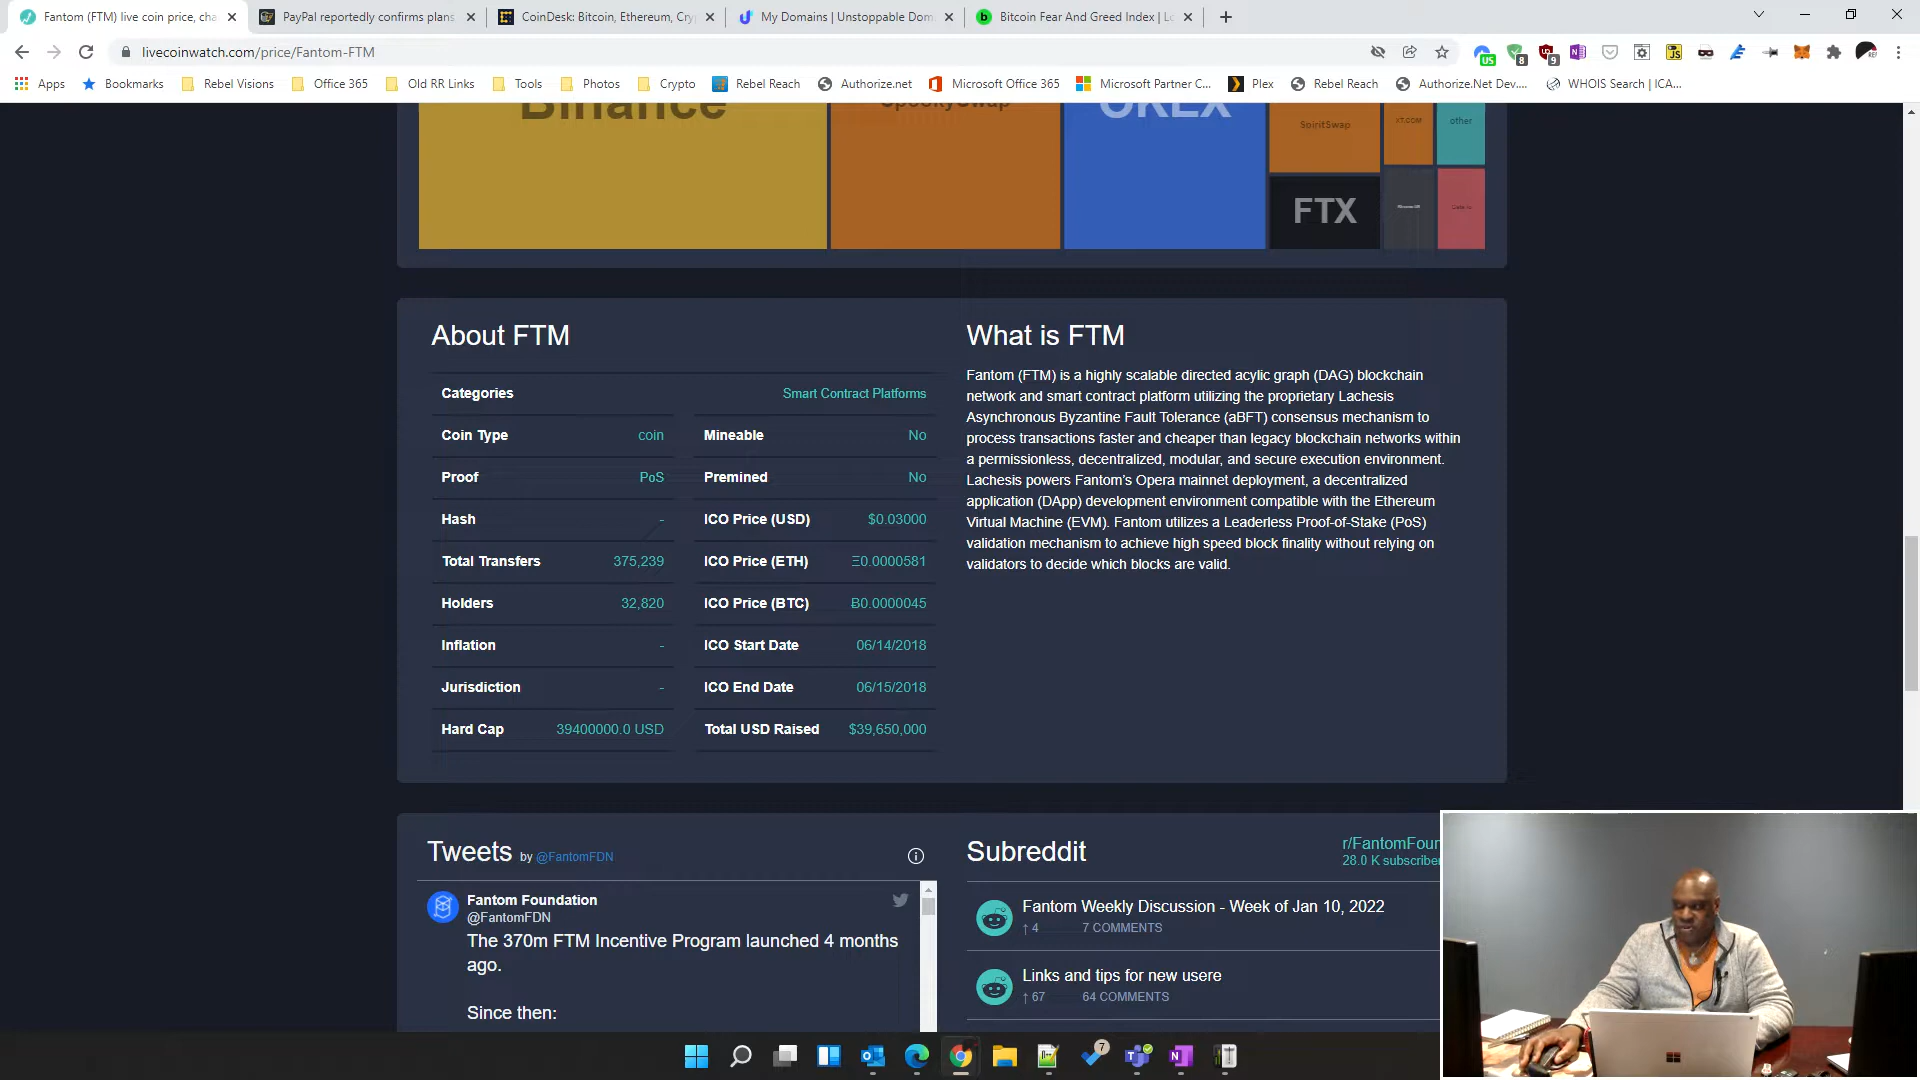 Fantom (FTM) live coin price, cha
PayPal reportedly confirms plans
CoinDesk: Bitcoin, Ethereum, Cry
My Domains | Unstoppable Dom
Bitcoin Fear And Greed Index | L
livecoinwatch.com/price/Fantom-FTM
US
8
9
JS
Apps
Bookmarks
Rebel Visions
Office 365
Old RR Links
Tools
Photos
Crypto
Rebel Reach
Authorize.net
Microsoft Office 365
Microsoft Partner C...
Plex
Rebel Reach
Authorize.Net Dev....
WHOIS Search | ICA...
Binance
SpookySwap
OKEX
SpiritSwap
XT.COM
other
FTX
About FTM
Categories Smart Contract Platforms
Coin Type coin
Mineable No
Proof PoS
Premined No
Hash -
ICO Price (USD) $0.03000
Total Transfers 375,239
ICO Price (ETH) Ξ0.0000581
Holders 32,820
ICO Price (BTC) Ƀ0.0000045
Inflation -
ICO Start Date 06/14/2018
Jurisdiction -
ICO End Date 06/15/2018
Hard Cap 39400000.0 USD
Total USD Raised $39,650,000
What is FTM
Fantom (FTM) is a highly scalable directed acylic graph (DAG) blockchain
network and smart contract platform utilizing the proprietary Lachesis
Asynchronous Byzantine Fault Tolerance (aBFT) consensus mechanism to
process transactions faster and cheaper than legacy blockchain networks within
a permissionless, decentralized, modular, and secure execution environment.
Lachesis powers Fantom's Opera mainnet deployment, a decentralized
application (DApp) development environment compatible with the Ethereum
Virtual Machine (EVM). Fantom utilizes a Leaderless Proof-of-Stake (PoS)
validation mechanism to achieve high speed block finality without relying on
validators to decide which blocks are valid.
Tweets by @FantomFDN
Fantom Foundation
@FantomFDN
The 370m FTM Incentive Program launched 4 months
ago.
Since then:
Subreddit
r/FantomFour
28.0 K subscribe
Fantom Weekly Discussion - Week of Jan 10, 2022
↑ 4 7 COMMENTS
Links and tips for new usere
↑ 67 64 COMMENTS
7